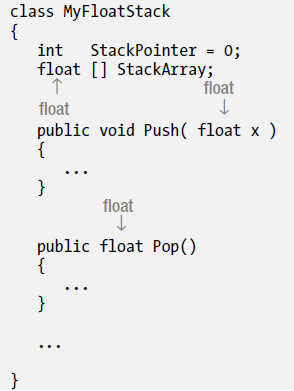 class MyFloatStack
{
int   StackPointer = 0;
float [] StackArray;
↑ float
float ↓
public void Push( float x )
{
...
}
float
↓
public float Pop()
{
...
}
...
}